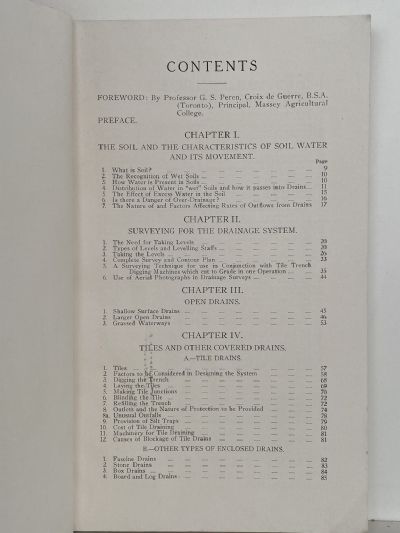 CONTENTS
FOREWORD: By Professor G. S. Peren, Croix de Guerre, B.S.A.
(Toronto), Principal, Massey Agricultural
College.
PREFACE.
CHAPTER I.
THE SOIL AND THE CHARACTERISTICS OF SOIL WATER
AND ITS MOVEMENT.
Page
1. What is Soil? 9
2. The Recognition of Wet Soils 10
3. How Water is Present in Soils 10
4. Distribution of Water in "wet" Soils and how it passes into Drains 11
5. The Effect of Excess Water in the Soil 15
6. Is there a Danger of Over-Drainage? 16
7. The Nature of and Factors Affecting Rates of Outflows from Drains 17
CHAPTER II.
SURVEYING FOR THE DRAINAGE SYSTEM.
1. The Need for Taking Levels 20
2. Types of Levels and Levelling Staffs 20
3. Taking the Levels 26
4. Complete Survey and Contour Plan 33
5. A Surveying Technique for use in Conjunction with Tile Trench
Digging Machines which cut to Grade in one Operation 35
6. Use of Aerial Photographs in Drainage Surveys 44
CHAPTER III.
OPEN DRAINS.
1. Shallow Surface Drains 45
2. Larger Open Drains 46
3. Grassed Waterways 53
CHAPTER IV.
TILES AND OTHER COVERED DRAINS.
A.—TILE DRAINS.
1. Tiles 57
2. Factors to be Considered in Designing the System 58
3. Digging the Trench 68
4. Laying the Tiles 69
5. Making Tile Junctions 76
6. Blinding the Tile 72
7. Refilling the Trench 72
8. Outlets and the Nature of Protection to be Provided 74
8a. Unusual Outfalls 78
9. Provision of Silt Traps 79
10. Cost of Tile Draining 80
11. Machinery for Tile Draining 81
12. Causes of Blockage of Tile Drains 81
B.—OTHER TYPES OF ENCLOSED DRAINS.
1. Fascine Drains 82
2. Stone Drains 83
3. Box Drains 84
4. Board and Log Drains 85